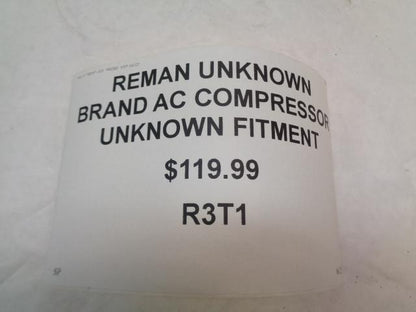 REMAN UNKNOWN
BRAND AC COMPRESSOR
UNKNOWN FITMENT
$119.99
R3T1